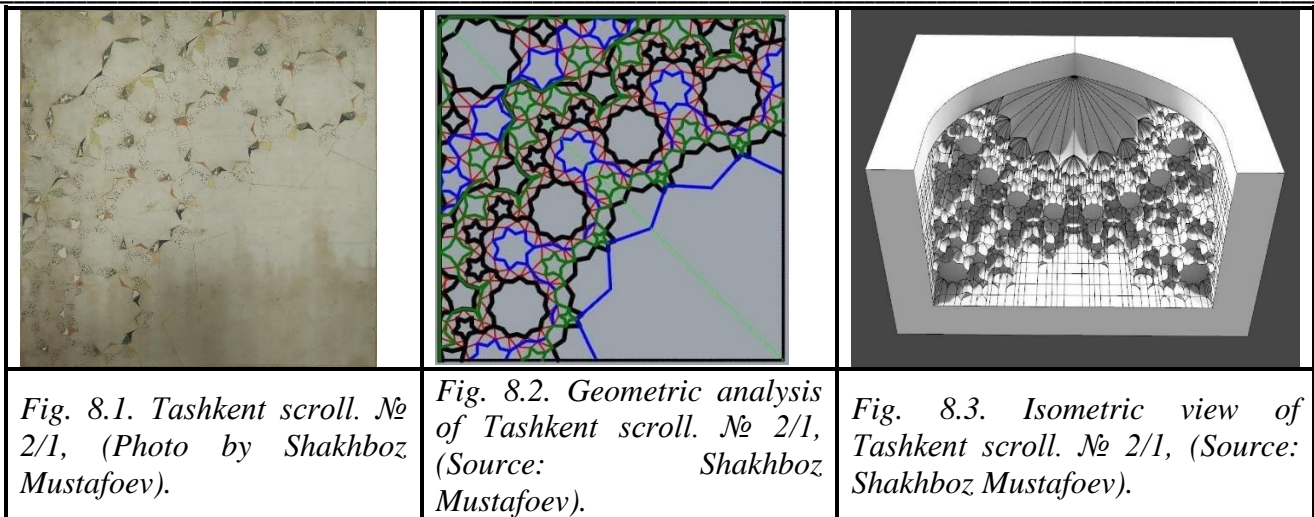 Fig. 8.1. Tashkent scroll. №
2/1, (Photo by Shakhboz
Mustafoev).
Fig. 8.2. Geometric analysis
of Tashkent scroll. № 2/1,
(Source: Shakhboz
Mustafoev).
Fig. 8.3. Isometric view of
Tashkent scroll. № 2/1, (Source:
Shakhboz Mustafoev).